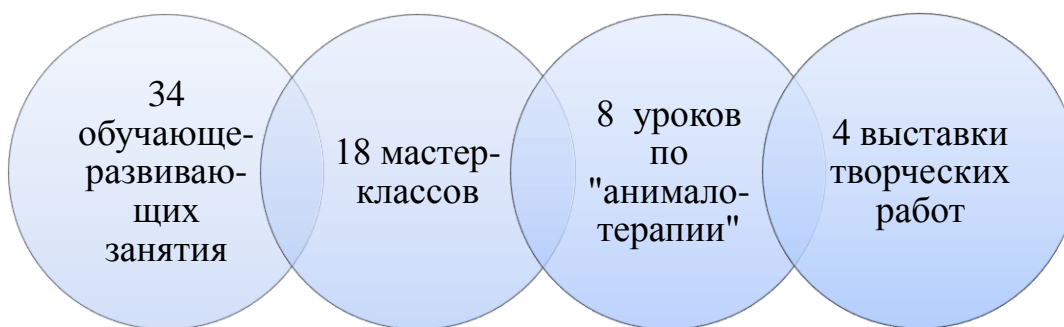 34
обучающе-
развиваю-
щих
занятия
18 мастер-
классов
8 уроков
по
"анимало-
терапии"
4 выставки
творческих
работ